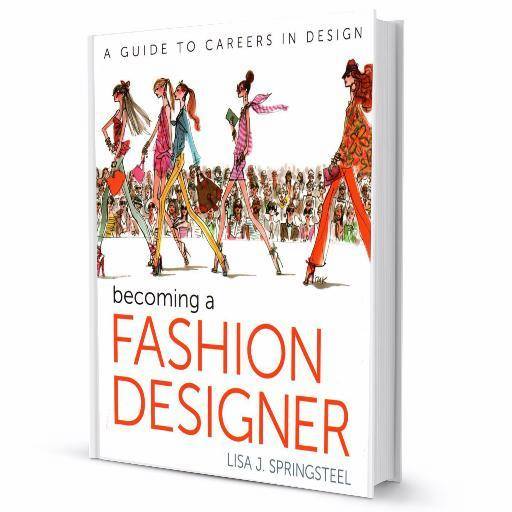 A GUIDE TO CAREERS IN DESIGN
becoming a
FASHION
DESIGNER
LISA J. SPRINGSTEEL